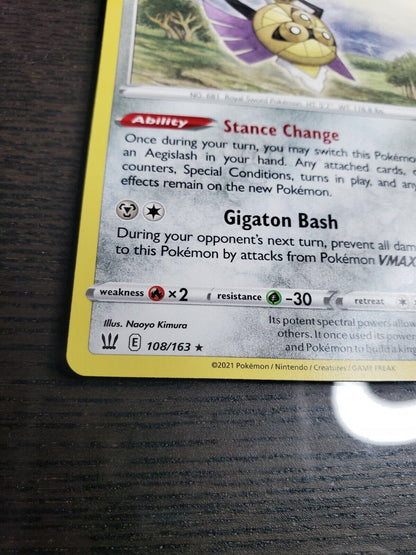 NO. 681 Royal Sword Pokémon HT: 5'7" WT: 116.8 lbs.
Ability Stance Change
Once during your turn, you may switch this Pokémon
an Aegislash in your hand. Any attached cards, d
counters, Special Conditions, turns in play, and an
effects remain on the new Pokémon.
Gigaton Bash
During your opponent's next turn, prevent all dam
to this Pokémon by attacks from Pokémon VMAX
weakness ×2 resistance -30 retreat
Its potent spectral powers allow
others. It once used its powe
and Pokémon to build a kin
Illus. Naoyo Kimura
E 108/163 ★
©2021 Pokémon / Nintendo / Creatures / GAME FREAK